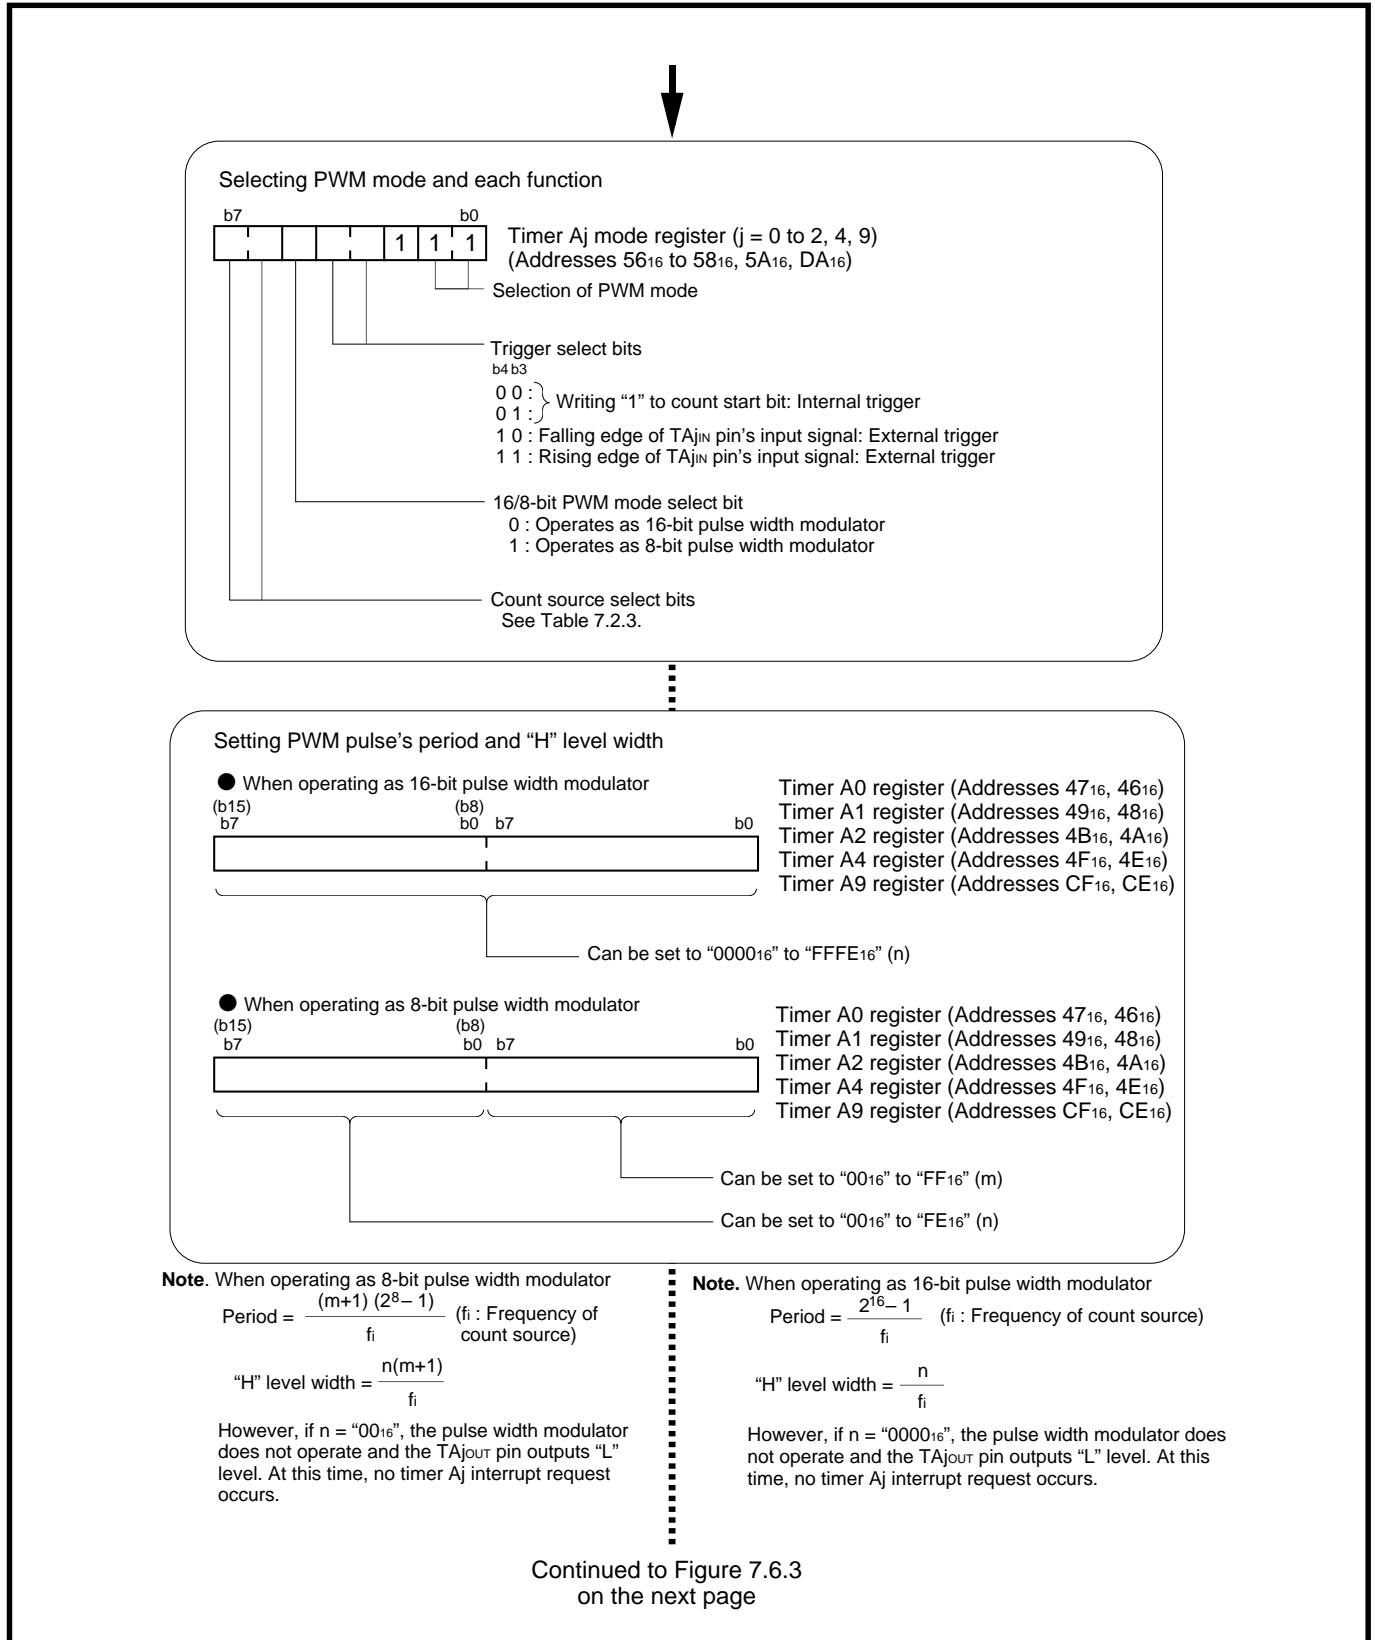 Selecting PWM mode and each function
b7 b0
1 1 1 Timer Aj mode register (j = 0 to 2, 4, 9)
(Addresses 56₁₆ to 58₁₆, 5A₁₆, DA₁₆)
Selection of PWM mode
Trigger select bits
b4 b3
0 0 :
0 1 : Writing “1” to count start bit: Internal trigger
1 0 : Falling edge of TAjIN pin’s input signal: External trigger
1 1 : Rising edge of TAjIN pin’s input signal: External trigger
16/8-bit PWM mode select bit
0 : Operates as 16-bit pulse width modulator
1 : Operates as 8-bit pulse width modulator
Count source select bits
See Table 7.2.3.
Setting PWM pulse’s period and “H” level width
● When operating as 16-bit pulse width modulator
(b15) (b8)
b7 b0 b7 b0
Timer A0 register (Addresses 47₁₆, 46₁₆)
Timer A1 register (Addresses 49₁₆, 48₁₆)
Timer A2 register (Addresses 4B₁₆, 4A₁₆)
Timer A4 register (Addresses 4F₁₆, 4E₁₆)
Timer A9 register (Addresses CF₁₆, CE₁₆)
Can be set to “0000₁₆” to “FFFE₁₆” (n)
● When operating as 8-bit pulse width modulator
(b15) (b8)
b7 b0 b7 b0
Timer A0 register (Addresses 47₁₆, 46₁₆)
Timer A1 register (Addresses 49₁₆, 48₁₆)
Timer A2 register (Addresses 4B₁₆, 4A₁₆)
Timer A4 register (Addresses 4F₁₆, 4E₁₆)
Timer A9 register (Addresses CF₁₆, CE₁₆)
Can be set to “00₁₆” to “FF₁₆” (m)
Can be set to “00₁₆” to “FE₁₆” (n)
Note. When operating as 8-bit pulse width modulator
Period = (m+1) (2⁸– 1) / fi (fi : Frequency of
count source)
“H” level width = n(m+1) / fi
However, if n = “00₁₆”, the pulse width modulator
does not operate and the TAjOUT pin outputs “L”
level. At this time, no timer Aj interrupt request
occurs.
Note. When operating as 16-bit pulse width modulator
Period = 2¹⁶– 1 / fi (fi : Frequency of count source)
“H” level width = n / fi
However, if n = “0000₁₆”, the pulse width modulator does
not operate and the TAjOUT pin outputs “L” level. At this
time, no timer Aj interrupt request occurs.
Continued to Figure 7.6.3
on the next page